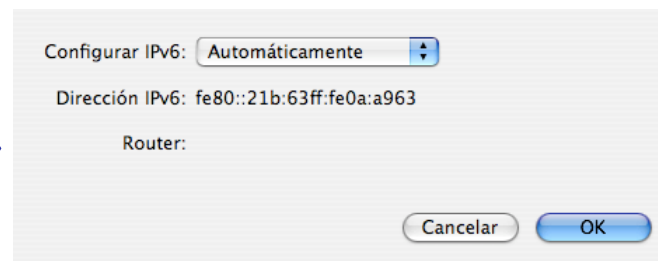 Configurar IPv6: Automáticamente
Dirección IPv6: fe80::21b:63ff:fe0a:a963
Router:
Cancelar OK